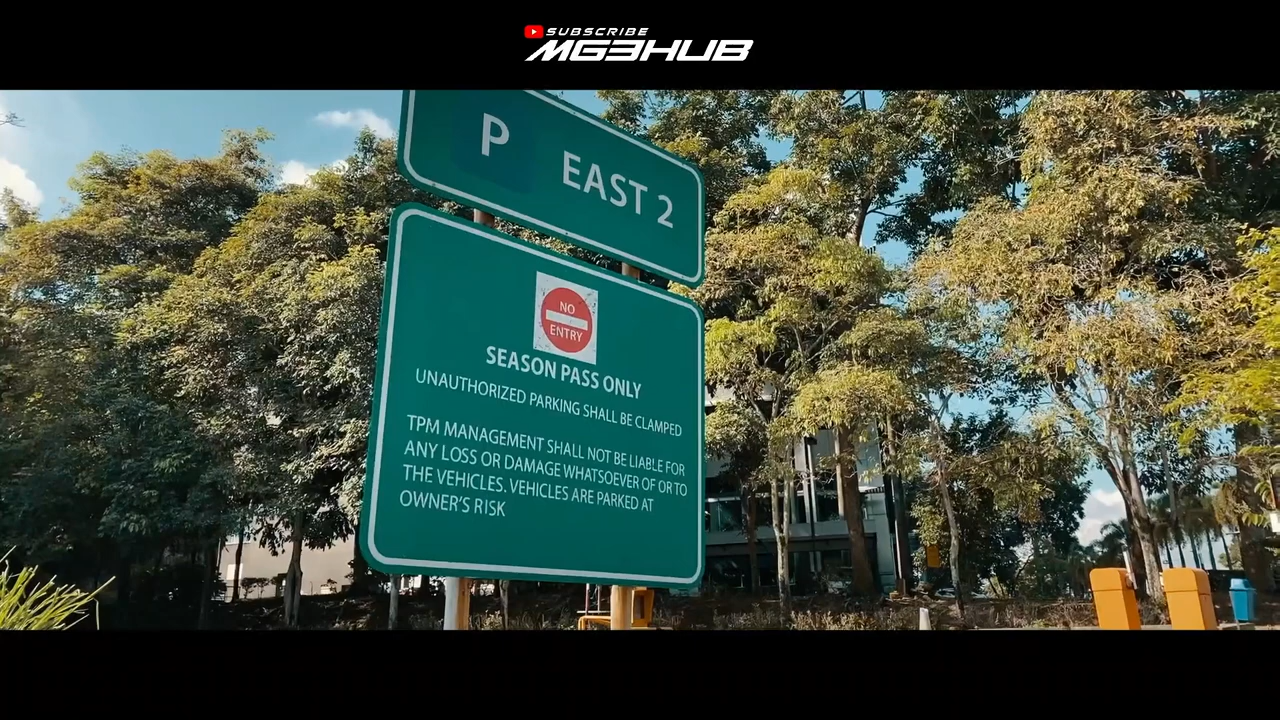 SUBSCRIBE
MG3HUB
P EAST 2
NO
ENTRY
SEASON PASS ONLY
UNAUTHORIZED PARKING SHALL BE CLAMPED
TPM MANAGEMENT SHALL NOT BE LIABLE FOR
ANY LOSS OR DAMAGE WHATSOEVER OF OR TO
THE VEHICLES. VEHICLES ARE PARKED AT
OWNER'S RISK